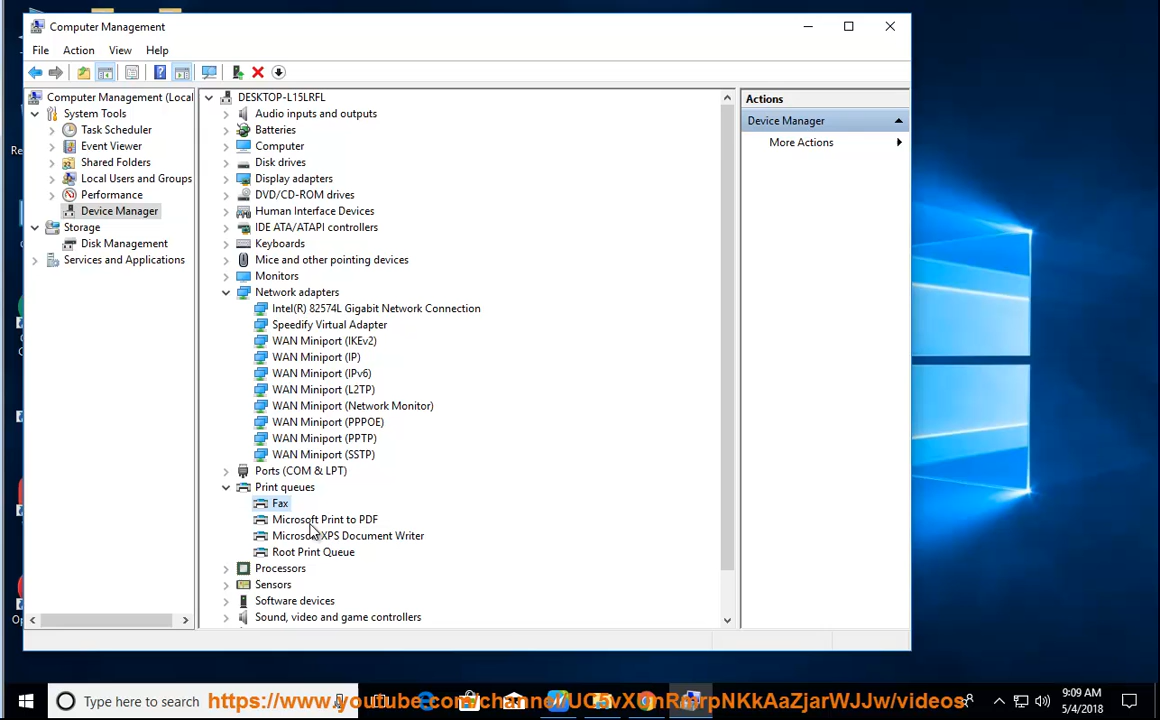 Computer Management
File Action View Help
Computer Management (Local
System Tools
Task Scheduler
Event Viewer
Shared Folders
Local Users and Groups
Performance
Device Manager
Storage
Disk Management
Services and Applications
DESKTOP-L15LRFL
Audio inputs and outputs
Batteries
Computer
Disk drives
Display adapters
DVD/CD-ROM drives
Human Interface Devices
IDE ATA/ATAPI controllers
Keyboards
Mice and other pointing devices
Monitors
Network adapters
Intel(R) 82574L Gigabit Network Connection
Speedify Virtual Adapter
WAN Miniport (IKEv2)
WAN Miniport (IP)
WAN Miniport (IPv6)
WAN Miniport (L2TP)
WAN Miniport (Network Monitor)
WAN Miniport (PPPOE)
WAN Miniport (PPTP)
WAN Miniport (SSTP)
Ports (COM & LPT)
Print queues
Fax
Microsoft Print to PDF
Microsoft XPS Document Writer
Root Print Queue
Processors
Sensors
Software devices
Sound, video and game controllers
Actions
Device Manager
More Actions
Type here to search
9:09 AM
5/4/2018